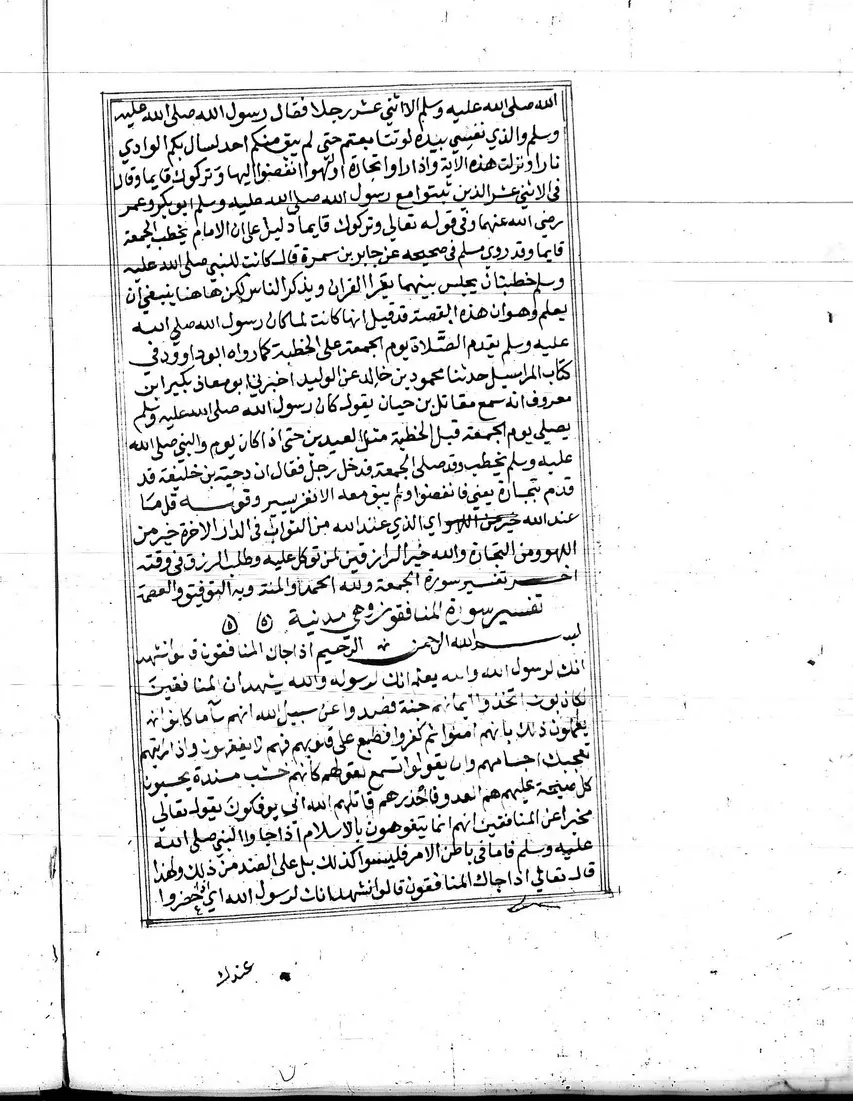 الله صلى الله عليه وسلم الا اثني عشر رجلا فقال رسول الله صلى الله عليه
وسلم والذي نفسي بيده لو تتابعتم حتى لم يبق منكم احد لسال بكم الوادي
نارا ونزلت هذه الاية واذا راوا تجارة او لهوا انفضوا اليها وتركوك قايما وقال
في الاثني عشر الذين ثبتوا مع رسول الله صلى الله عليه وسلم ابو بكر وعمر
رضي الله عنهما وفي قوله تعالى وتركوك قايما دليل على ان الامام يخطب الجمعة
قايما وقد روى مسلم في صحيحه عن جابر بن سمرة قال كانت للنبي صلى الله عليه
وسلم خطبتان يجلس بينهما يقرا القران ويذكر الناس لكن هاهنا ينبغي ان
يعلم وهو ان هذه القصة قد قيل انها كانت لما كان رسول الله صلى الله
عليه وسلم يقدم الصلاة يوم الجمعة على الخطبة كما رواه ابو داوود في
كتاب المراسيل حدثنا محمود بن خالد عن الوليد اخبرني ابو معاذ بكير ابن
معروف انه سمع مقاتل بن حيان يقول كان رسول الله صلى الله عليه وسلم
يصلي يوم الجمعة قبل الخطبة مثل العيدين حتى اذا كان يوم والنبي صلى الله
عليه وسلم يخطب وقد صلى الجمعة فدخل رجل فقال ان دحية بن خليفة قد
قدم بتجارة يعني فانفضوا ولم يبق معه الا نفر يسير وقوله قل ما
عند الله خير من اللهو اي الذي عند الله من الثواب في الدار الاخرة خير من
اللهو ومن التجارة والله خير الرازقين لمن توكل عليه وطلب الرزق في وقته
اخر تفسير سورة الجمعة ولله الحمد والمنة وبه التوفيق والعصمة
تفسير سورة المنافقون وهي مدنية
بسم الله الرحمن الرحيم اذا جاك المنافقون قالوا نشهد
انك لرسول الله والله يعلم انك لرسوله والله يشهد ان المنافقين
لكاذبون اتخذوا ايمانهم جنة فصدوا عن سبيل الله انهم سآ ما كانوا
يعملون ذلك بانهم امنوا ثم كفروا فطبع على قلوبهم فهم لا يفقهون واذا رايتهم
تعجبك اجسامهم وان يقولوا تسمع لقولهم كانهم خشب مسندة يحسبون
كل صيحة عليهم هم العدو فاحذرهم قاتلهم الله انى يوفكون يقول تعالى
مخبرا عن المنافقين انهم انما يتفوهون بالاسلام اذا جاوا النبي صلى الله
عليه وسلم فاما في باطن الامر فليسوا كذلك بل على الضد من ذلك ولهذا
قال تعالى اذا جاك المنافقون قالوا نشهد انك لرسول الله اي اذا حضروا
عندك